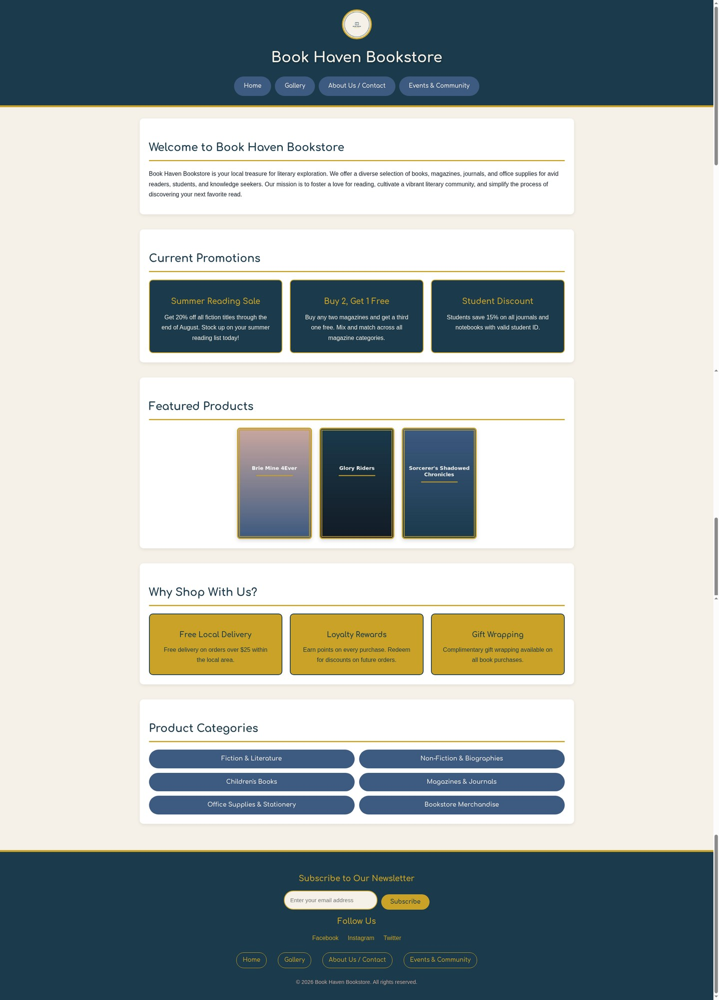 Book Haven Bookstore
Home
Gallery
About Us / Contact
Events & Community
Welcome to Book Haven Bookstore
Book Haven Bookstore is your local treasure for literary exploration. We offer a diverse selection of books, magazines, journals, and office supplies for avid
readers, students, and knowledge seekers. Our mission is to foster a love for reading, cultivate a vibrant literary community, and simplify the process of
discovering your next favorite read.
Current Promotions
Summer Reading Sale
Get 20% off all fiction titles through the
end of August. Stock up on your summer
reading list today!
Buy 2, Get 1 Free
Buy any two magazines and get a third
one free. Mix and match across all
magazine categories.
Student Discount
Students save 15% on all journals and
notebooks with valid student ID.
Featured Products
Brie Mine 4Ever
Glory Riders
Sorcerer's Shadowed
Chronicles
Why Shop With Us?
Free Local Delivery
Free delivery on orders over $25 within
the local area.
Loyalty Rewards
Earn points on every purchase. Redeem
for discounts on future orders.
Gift Wrapping
Complimentary gift wrapping available on
all book purchases.
Product Categories
Fiction & Literature
Non-Fiction & Biographies
Children's Books
Magazines & Journals
Office Supplies & Stationery
Bookstore Merchandise
Subscribe to Our Newsletter
Enter your email address
Subscribe
Follow Us
Facebook
Instagram
Twitter
Home
Gallery
About Us / Contact
Events & Community
© 2026 Book Haven Bookstore. All rights reserved.